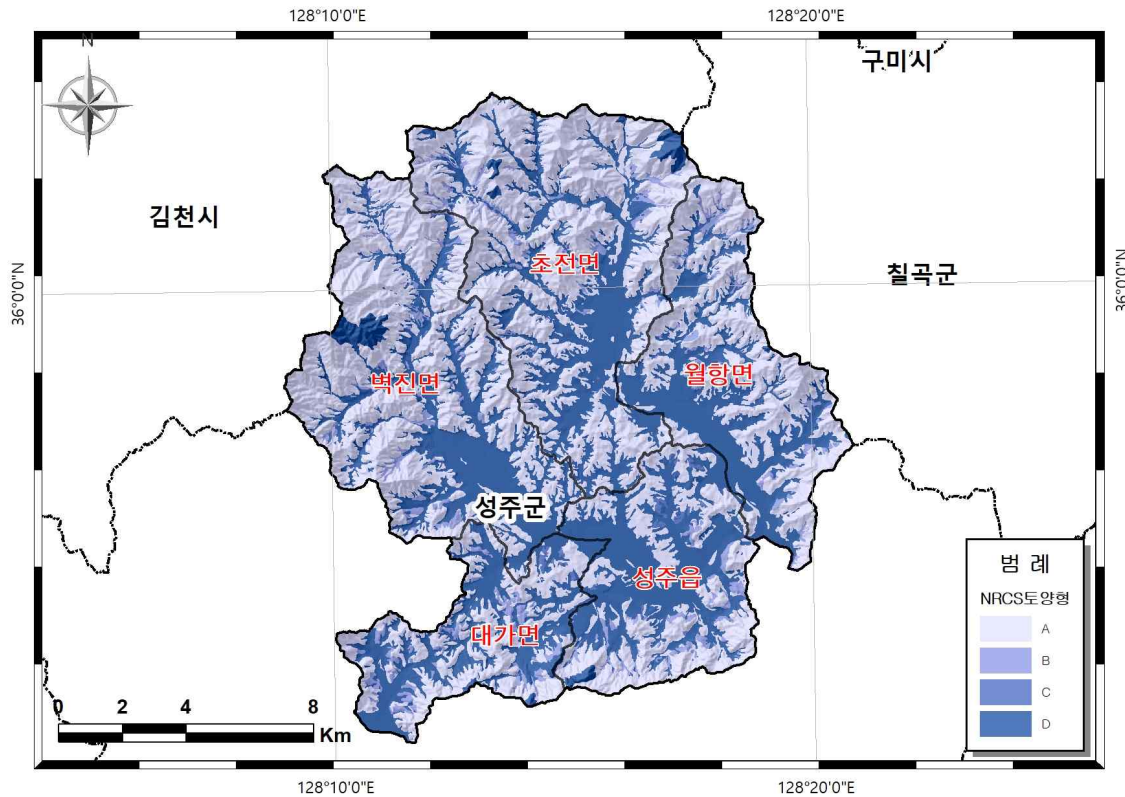 128°10'0"E
128°20'0"E
N
구미시
김천시
칠곡군
36°0'0"N
36°0'0"N
초전면
월항면
벽진면
성주군
성주읍
대가면
범 례
NRCS토양형
A
B
C
D
0 2 4 8
Km
128°10'0"E
128°20'0"E